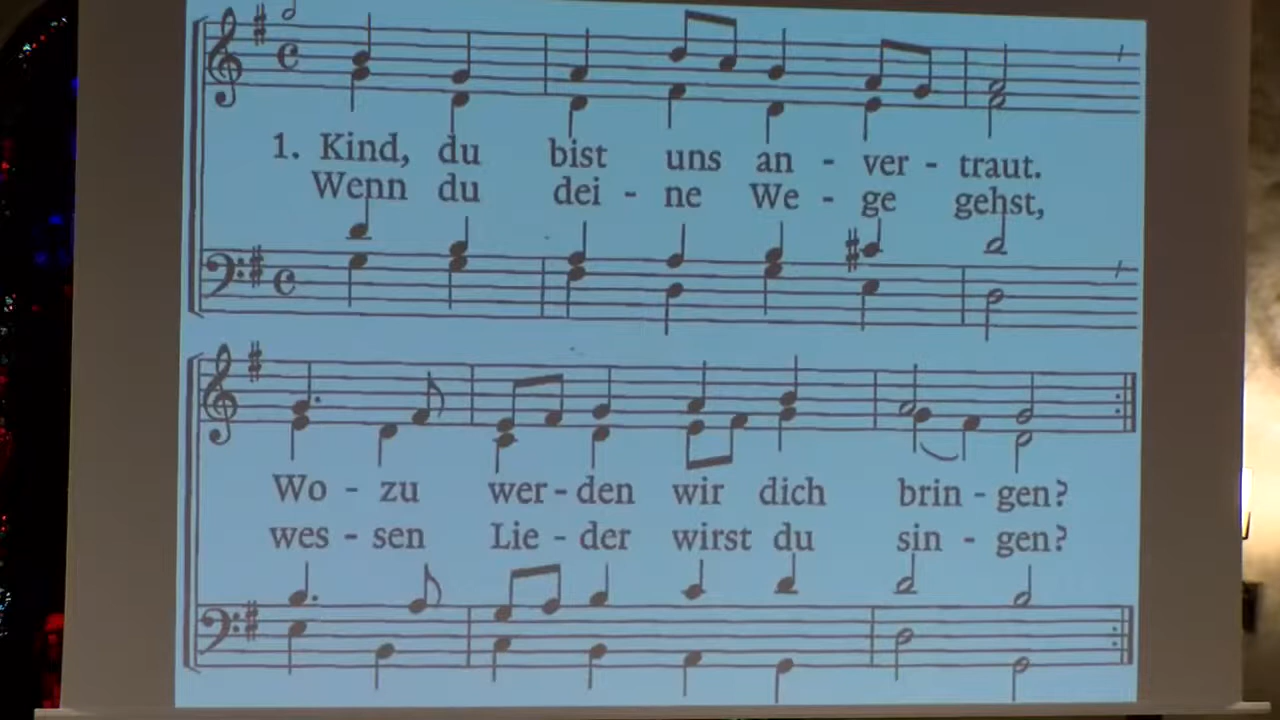 1. Kind, du bist uns an - ver - traut.
Wenn du dei - ne We - ge gehst,
Wo - zu wer - den wir dich brin - gen?
wes - sen Lie - der wirst du sin - gen?